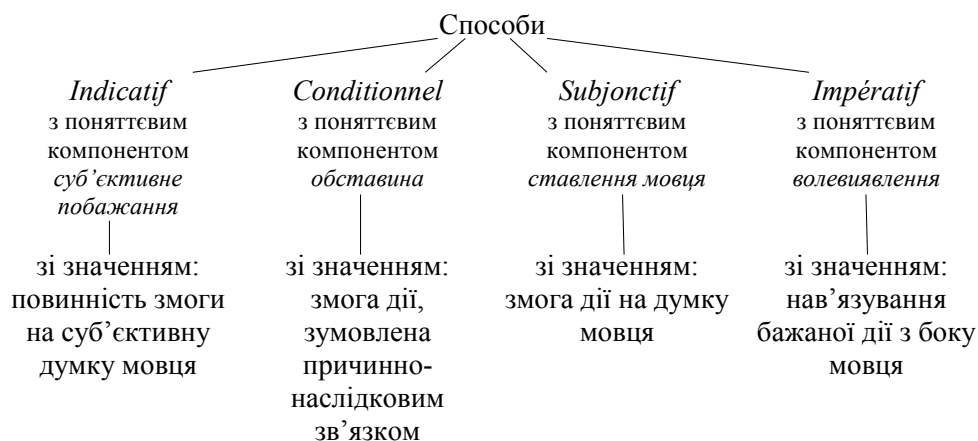 Способи
Indicatif
з поняттєвим
компонентом
суб’єктивне
побажання
зі значенням:
повинність змоги
на суб’єктивну
думку мовця
Conditionnel
з поняттєвим
компонентом
обставина
зі значенням:
змога дії,
зумовлена
причинно-
наслідковим
зв’язком
Subjonctif
з поняттєвим
компонентом
ставлення мовця
зі значенням:
змога дії на думку
мовця
Impératif
з поняттєвим
компонентом
волевиявлення
зі значенням:
нав’язування
бажаної дії з боку
мовця